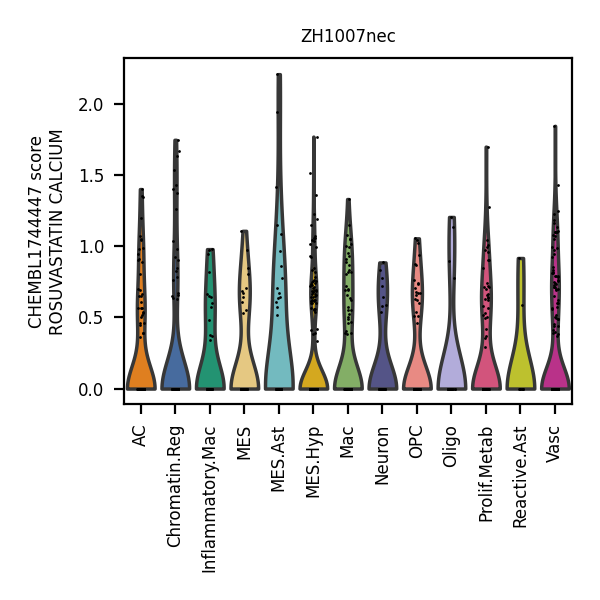 ZH1007nec
CHEMBL1744447 score
ROSUVASTATIN CALCIUM
2.0
1.5
1.0
0.5
0.0
AC
Chromatin.Reg
Inflammatory.Mac
MES
MES.Ast
MES.Hyp
Mac
Neuron
OPC
Oligo
Prolif.Metab
Reactive.Ast
Vasc